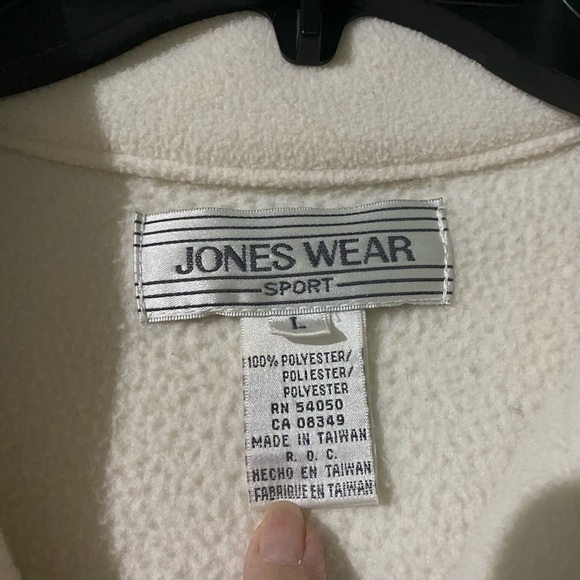 JONES WEAR
SPORT
L
100% POLYESTER/
POLIESTER/
POLYESTER
RN 54050
CA 08349
MADE IN TAIWAN
R. O. C.
HECHO EN TAIWAN
FABRIQUE EN TAIWAN